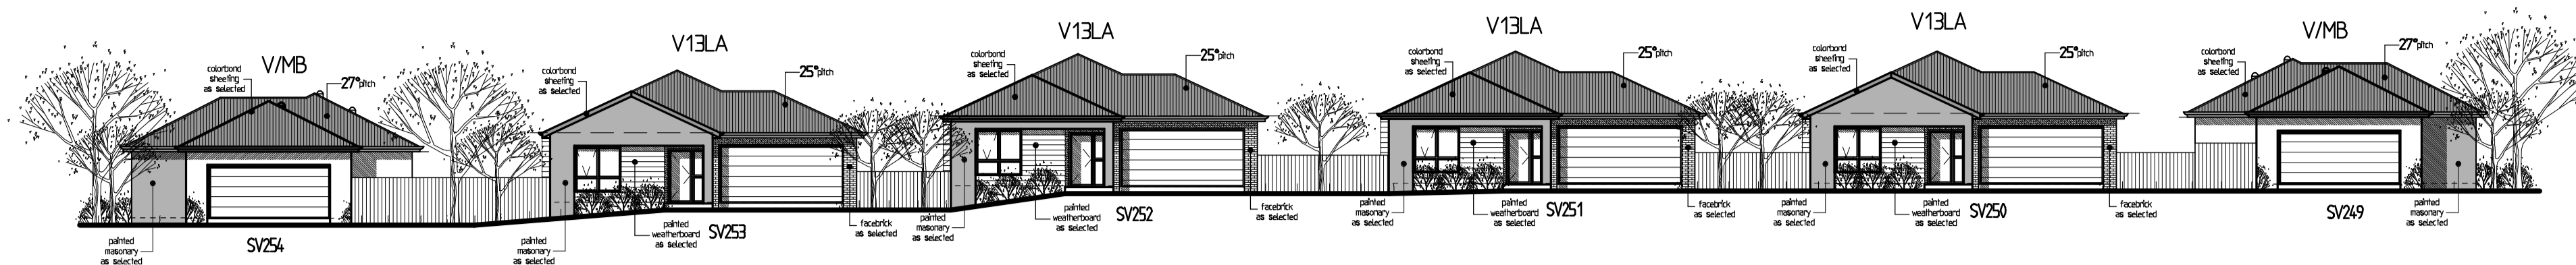 V/MB
colorbond
sheeting
as selected
27° pitch
painted
masonary
as selected
SV254
V13LA
colorbond
sheeting
as selected
25° pitch
painted
masonary
as selected
painted
weatherboard
as selected
SV253
facebrick
as selected
V13LA
colorbond
sheeting
as selected
25° pitch
painted
masonary
as selected
painted
weatherboard
as selected
SV252
facebrick
as selected
V13LA
colorbond
sheeting
as selected
25° pitch
painted
masonary
as selected
painted
weatherboard
as selected
SV251
facebrick
as selected
V13LA
colorbond
sheeting
as selected
25° pitch
painted
masonary
as selected
painted
weatherboard
as selected
SV250
facebrick
as selected
V/MB
colorbond
sheeting
as selected
27° pitch
SV249
painted
masonary
as selected